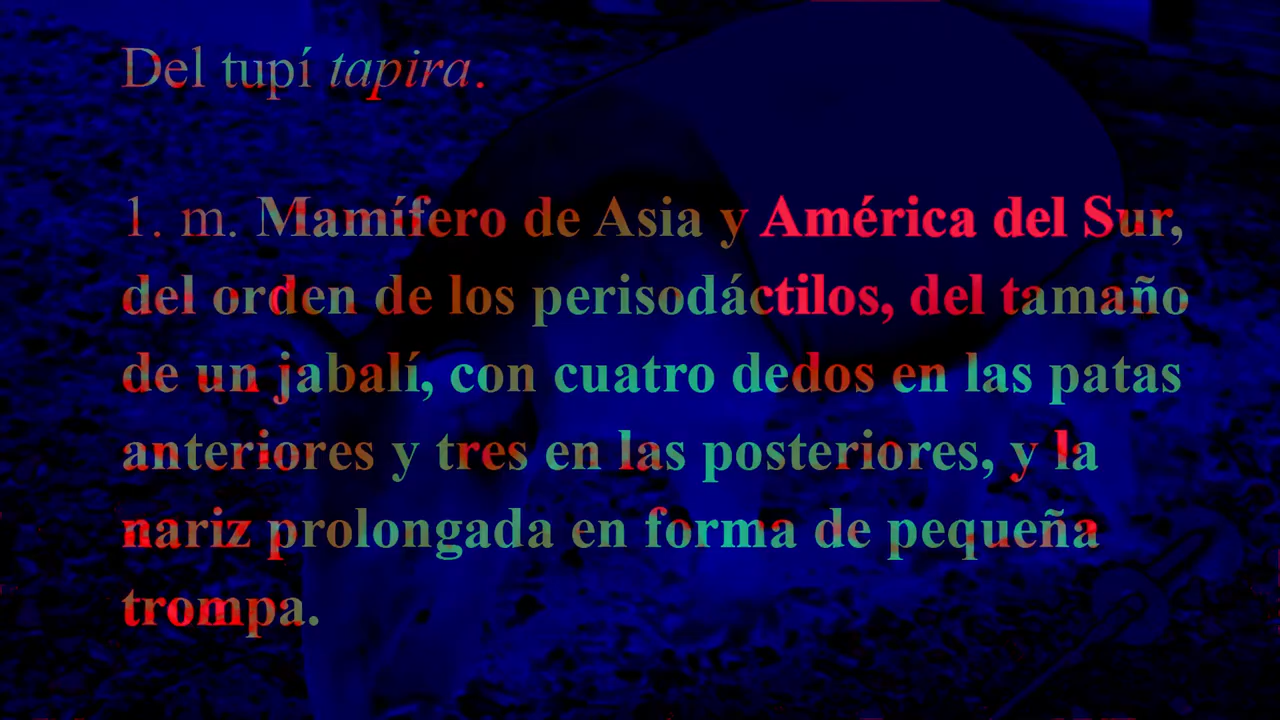 Del tupí tapira.
1. m. Mamífero de Asia y América del Sur,
del orden de los perisodáctilos, del tamaño
de un jabalí, con cuatro dedos en las patas
anteriores y tres en las posteriores, y la
nariz prolongada en forma de pequeña
trompa.